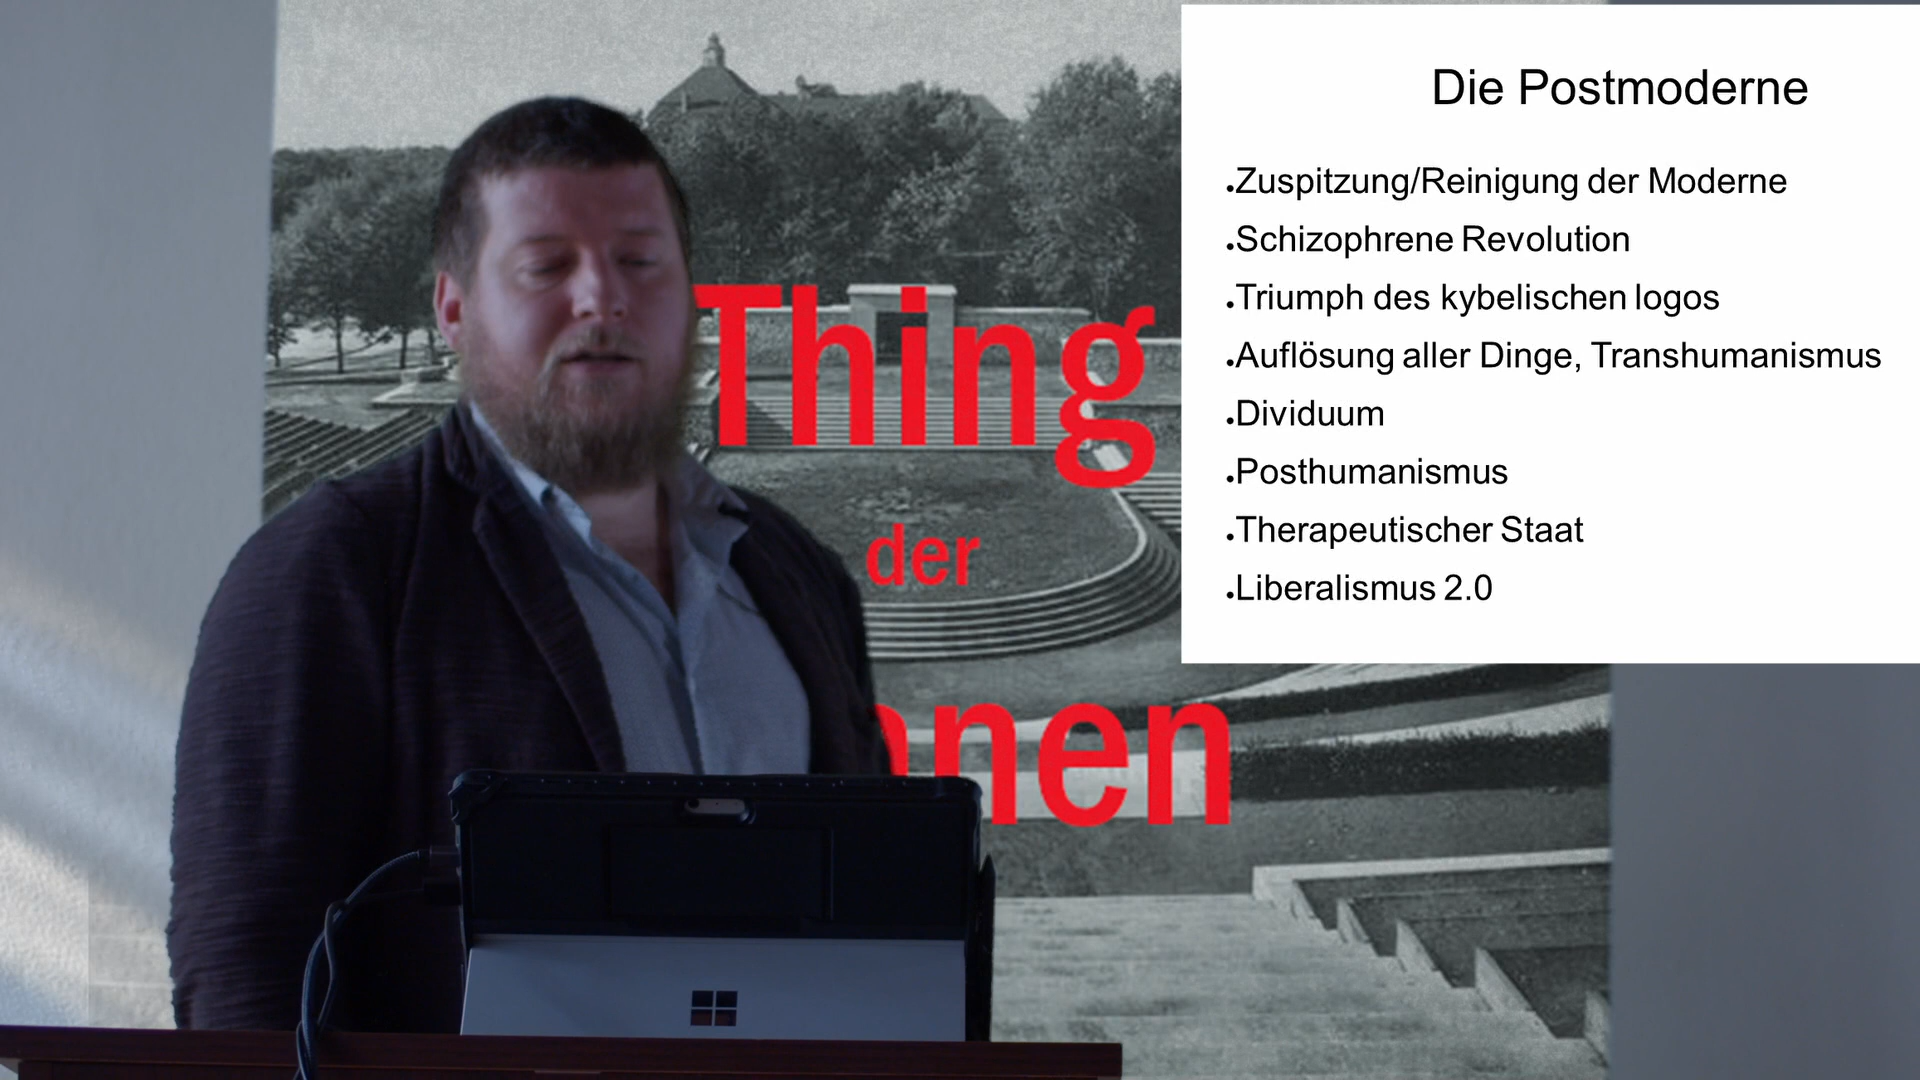 Thing
der
nnen
Die Postmoderne
.Zuspitzung/Reinigung der Moderne
.Schizophrene Revolution
.Triumph des kybelischen logos
.Auflösung aller Dinge, Transhumanismus
.Dividuum
.Posthumanismus
.Therapeutischer Staat
.Liberalismus 2.0